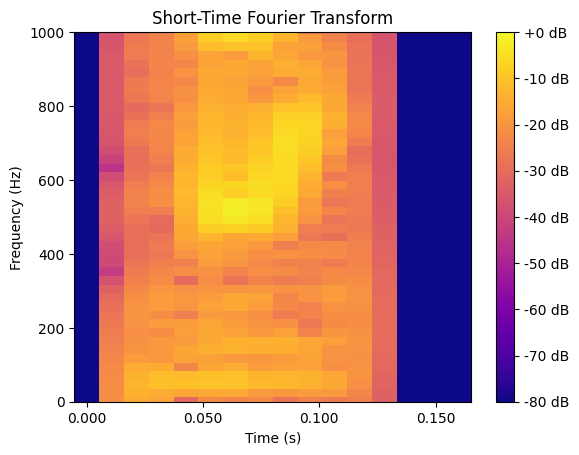 Short-Time Fourier Transform
1000
800
600
400
200
0
Frequency (Hz)
0.000
0.050
0.100
0.150
Time (s)
+0 dB
-10 dB
-20 dB
-30 dB
-40 dB
-50 dB
-60 dB
-70 dB
-80 dB